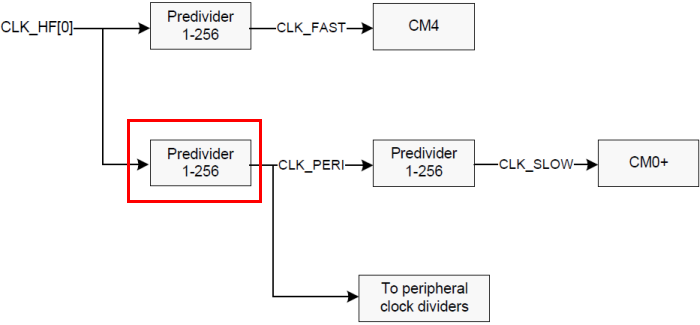 CLK_HF[0]
Predivider
1-256
CLK_FAST
CM4
Predivider
1-256
CLK_PERI
Predivider
1-256
CLK_SLOW
CM0+
To peripheral
clock dividers